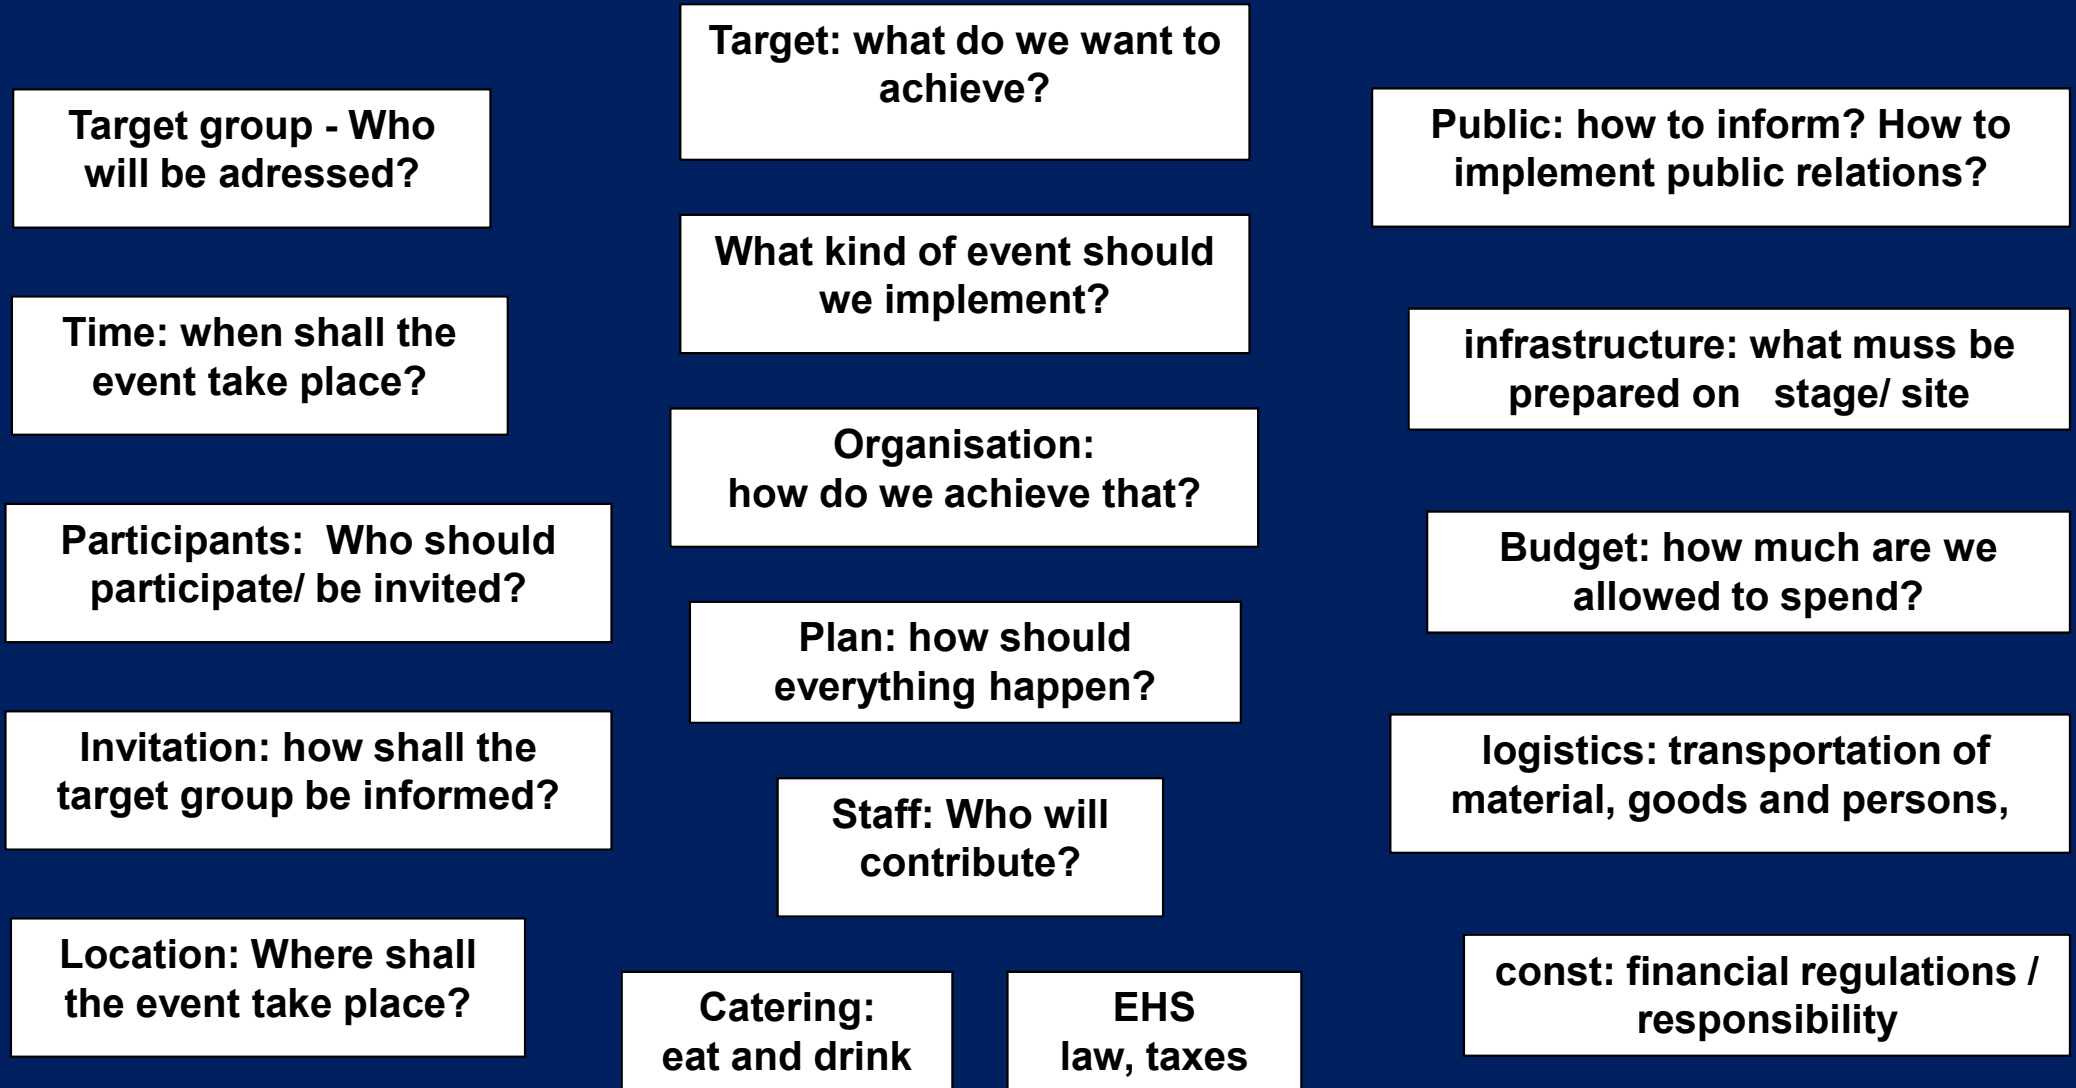 Target: what do we want to
achieve?
Target group - Who
will be adressed?
Public: how to inform? How to
implement public relations?
What kind of event should
we implement?
Time: when shall the
event take place?
infrastructure: what muss be
prepared on   stage/ site
Organisation:
how do we achieve that?
Participants:  Who should
participate/ be invited?
Budget: how much are we
allowed to spend?
Plan: how should
everything happen?
Invitation: how shall the
target group be informed?
logistics: transportation of
material, goods and persons,
Staff: Who will
contribute?
Location: Where shall
the event take place?
const: financial regulations /
responsibility
Catering:
eat and drink
EHS
law, taxes